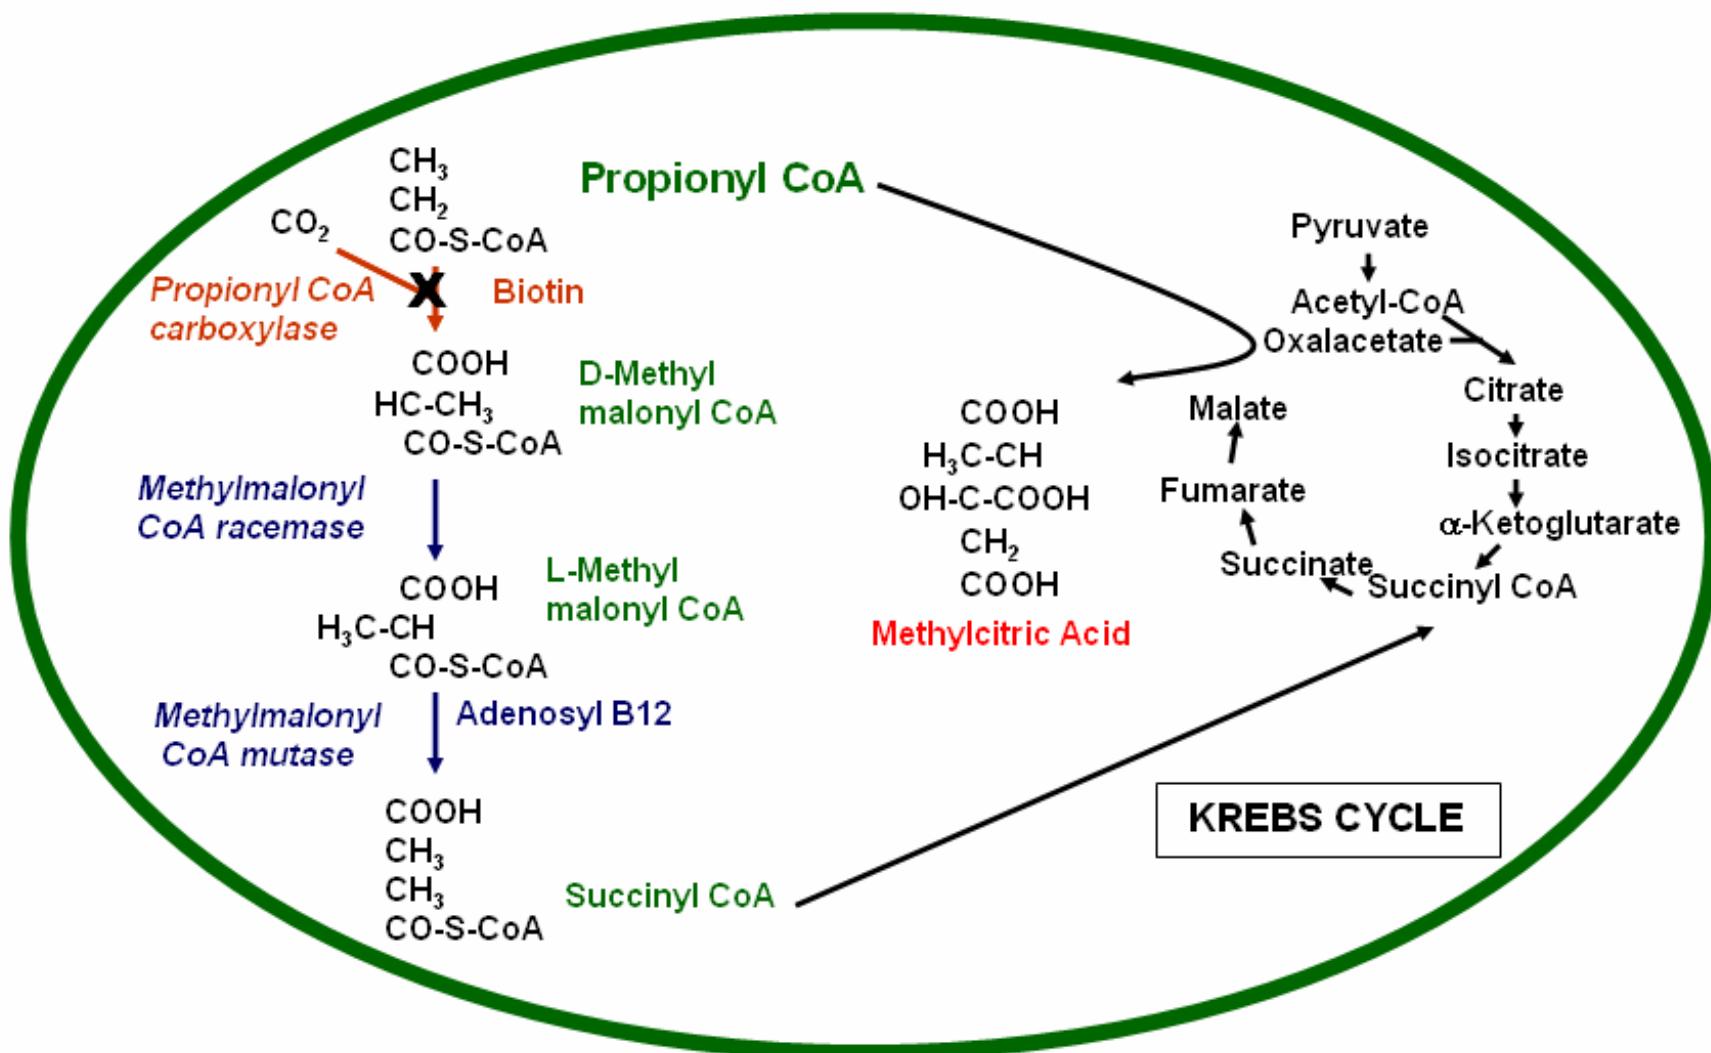 CH₃
CH₂
CO-S-CoA
Propionyl CoA
CO₂
X
Propionyl CoA
carboxylase
Biotin
COOH
HC-CH₃
CO-S-CoA
D-Methyl
malonyl CoA
Methylmalonyl
CoA racemase
COOH
H₃C-CH
CO-S-CoA
L-Methyl
malonyl CoA
Methylmalonyl
CoA mutase
Adenosyl B12
COOH
CH₃
CH₃
CO-S-CoA
Succinyl CoA
COOH
H₃C-CH
OH-C-COOH
CH₂
COOH
Methylcitric Acid
Pyruvate
Acetyl-CoA
Oxalacetate
Citrate
Isocitrate
α-Ketoglutarate
Succinyl CoA
Succinate
Fumarate
Malate
KREBS CYCLE